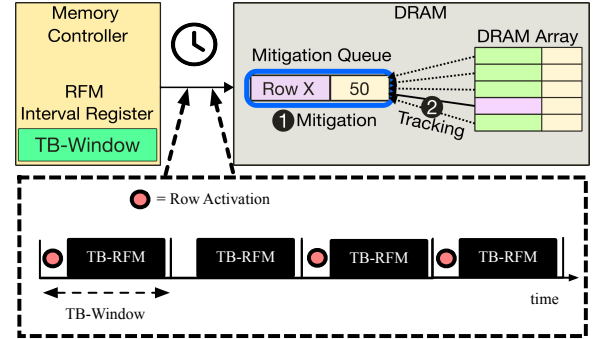 Memory
Controller
RFM
Interval Register
TB-Window
DRAM
Mitigation Queue
Row X
50
1 Mitigation
DRAM Array
2
Tracking
= Row Activation
TB-RFM
TB-RFM
TB-RFM
TB-RFM
TB-Window
time